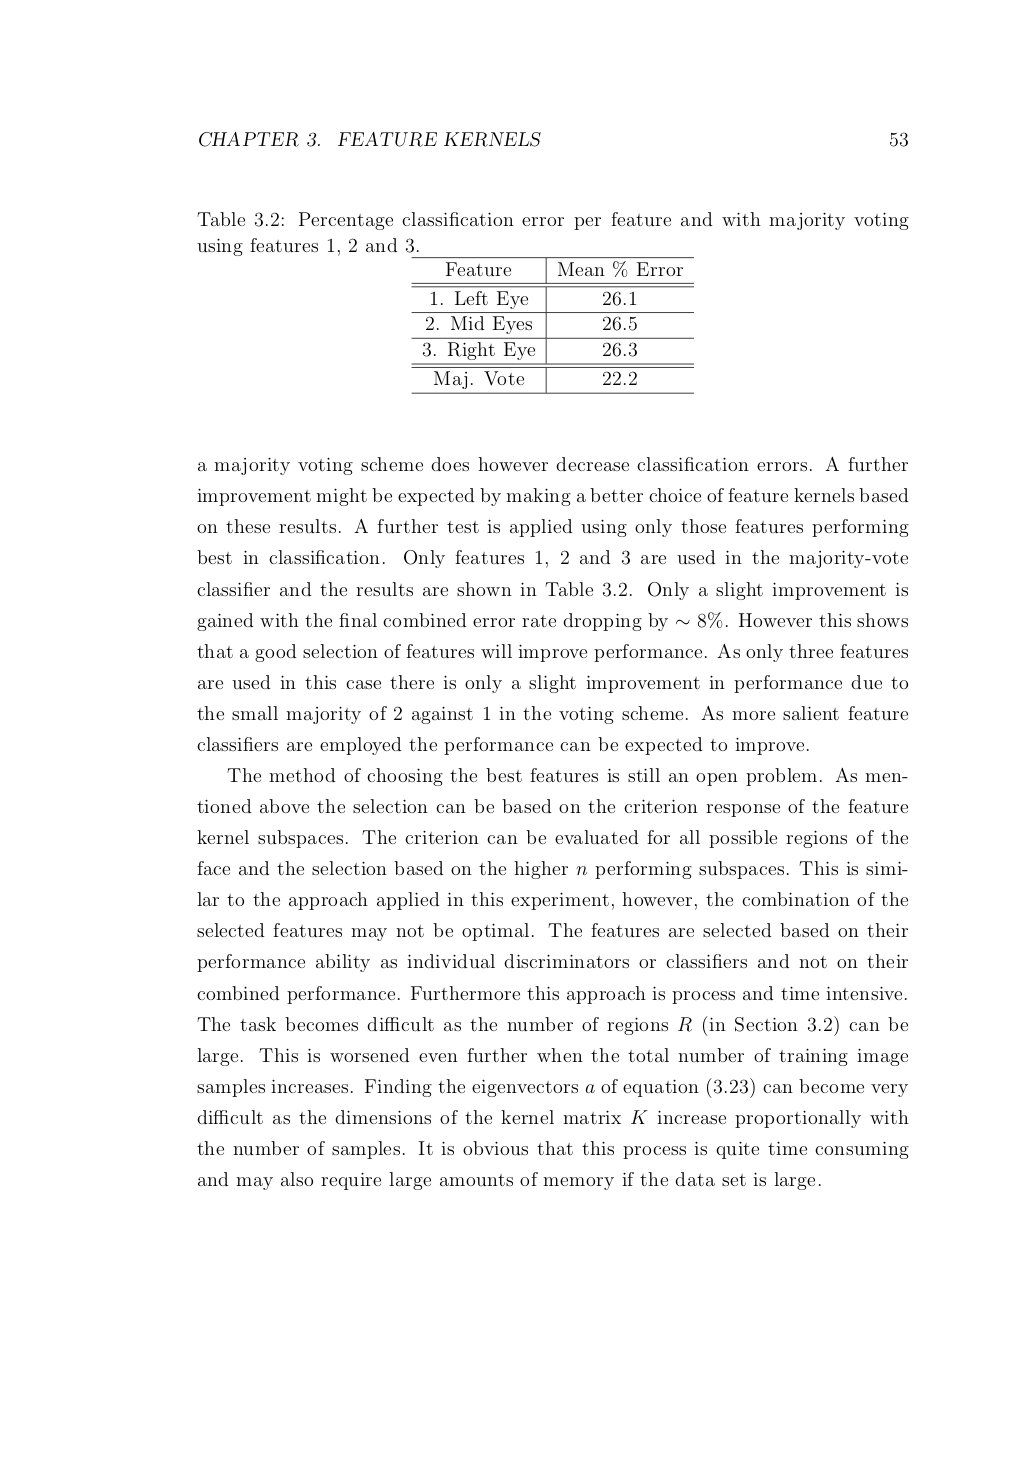 CHAPTER 3. FEATURE KERNELS 53
Table 3.2: Percentage classification error per feature and with majority voting
using features 1, 2 and 3.
Feature Mean % Error
1. Left Eye 26.1
2. Mid Eyes 26.5
3. Right Eye 26.3
Maj. Vote 22.2
a majority voting scheme does however decrease classification errors. A further
improvement might be expected by making a better choice of feature kernels based
on these results. A further test is applied using only those features performing
best in classification. Only features 1, 2 and 3 are used in the majority-vote
classifier and the results are shown in Table 3.2. Only a slight improvement is
gained with the final combined error rate dropping by ∼ 8%. However this shows
that a good selection of features will improve performance. As only three features
are used in this case there is only a slight improvement in performance due to
the small majority of 2 against 1 in the voting scheme. As more salient feature
classifiers are employed the performance can be expected to improve.
The method of choosing the best features is still an open problem. As men-
tioned above the selection can be based on the criterion response of the feature
kernel subspaces. The criterion can be evaluated for all possible regions of the
face and the selection based on the higher n performing subspaces. This is simi-
lar to the approach applied in this experiment, however, the combination of the
selected features may not be optimal. The features are selected based on their
performance ability as individual discriminators or classifiers and not on their
combined performance. Furthermore this approach is process and time intensive.
The task becomes difficult as the number of regions R (in Section 3.2) can be
large. This is worsened even further when the total number of training image
samples increases. Finding the eigenvectors a of equation (3.23) can become very
difficult as the dimensions of the kernel matrix K increase proportionally with
the number of samples. It is obvious that this process is quite time consuming
and may also require large amounts of memory if the data set is large.